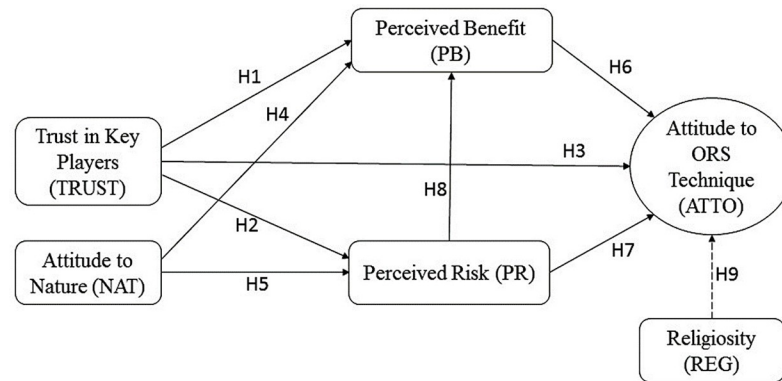 Perceived Benefit
(PB)
H1
H6
H4
Trust in Key
Players
(TRUST)
H3
Attitude to
ORS
Technique
(ATTO)
H8
H2
Attitude to
Nature (NAT)
H5
Perceived Risk (PR)
H7
H9
Religiosity
(REG)